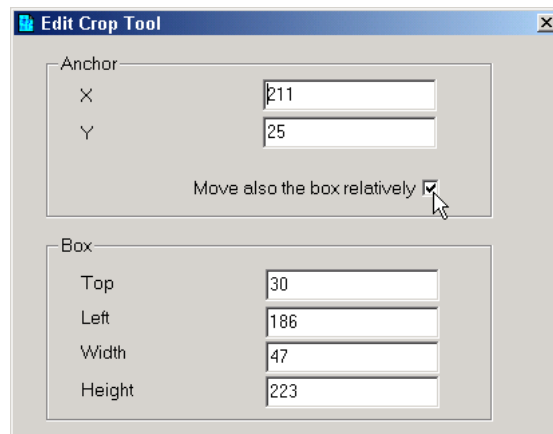 Edit Crop Tool
Anchor
X 211
Y 25
Move also the box relatively
Box
Top 30
Left 186
Width 47
Height 223